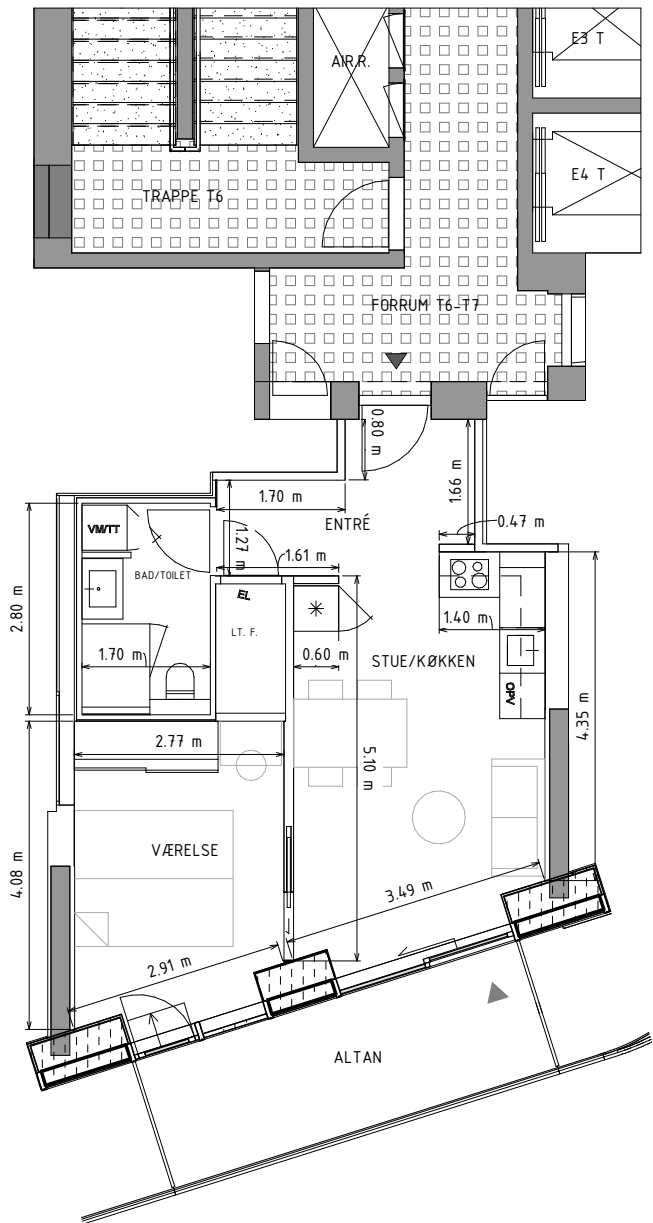 E3 T
AIR.R.
E4 T
TRAPPE T6
FORRUM T6-T7
0.80 m
1.66 m
1.70 m
0.47 m
ENTRÉ
VM/TT
1.27 m
1.61 m
BAD/TOILET
EL
2.80 m
1.40 m
LT. F.
1.70 m
0.60 m
STUE/KØKKEN
OPV
4.35 m
2.77 m
5.10 m
VÆRELSE
4.08 m
3.49 m
2.91 m
ALTAN